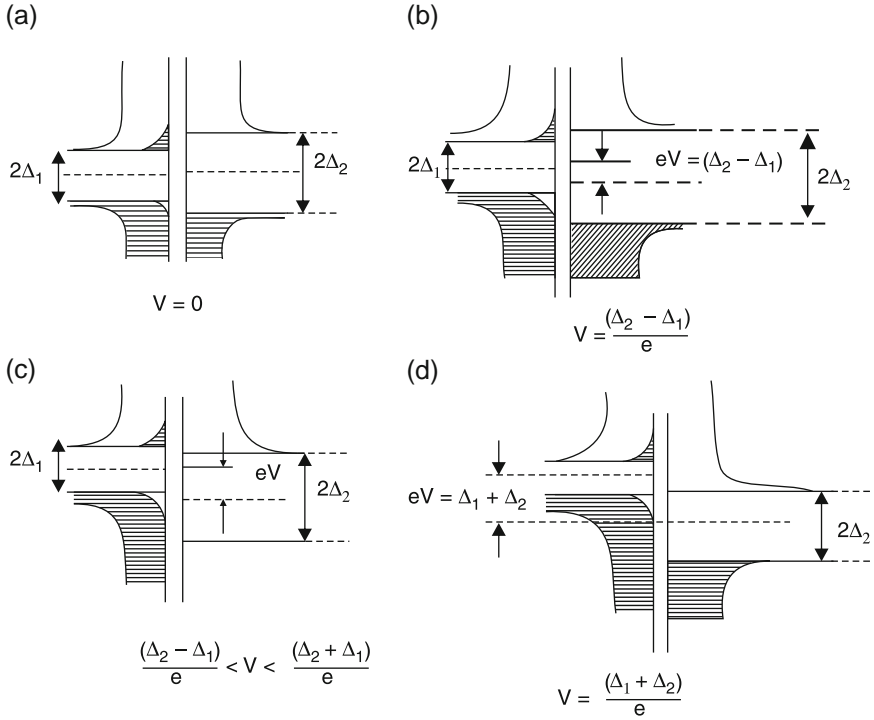 (a)
2Δ1
2Δ2
V = 0
(b)
2Δ1
eV = (Δ2 – Δ1)
2Δ2
V = (Δ2 – Δ1)
e
(c)
2Δ1
eV
2Δ2
(Δ2 – Δ1) < V < (Δ2 + Δ1)
e e
(d)
eV = Δ1 + Δ2
2Δ2
V = (Δ1 + Δ2)
e